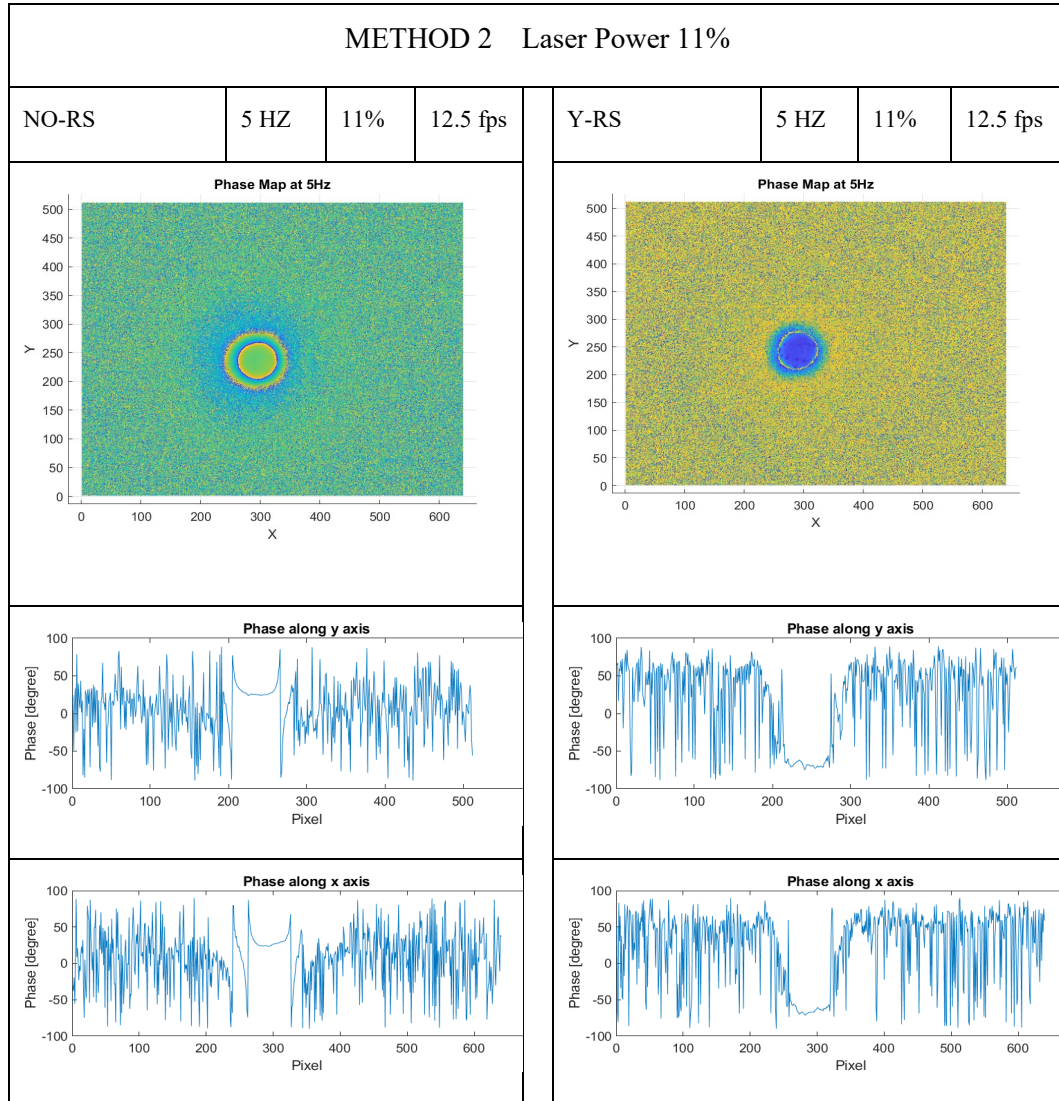 METHOD 2 Laser Power 11%
NO-RS 5 HZ 11% 12.5 fps
Y-RS 5 HZ 11% 12.5 fps
Phase Map at 5Hz
500
450
400
350
300
250
200
150
100
50
0
Y
0 100 200 300 400 500 600
X
Phase Map at 5Hz
500
450
400
350
300
250
200
150
100
50
0
Y
0 100 200 300 400 500 600
X
Phase along y axis
100
50
0
-50
-100
Phase [degree]
0 100 200 300 400 500
Pixel
Phase along y axis
100
50
0
-50
-100
Phase [degree]
0 100 200 300 400 500
Pixel
Phase along x axis
100
50
0
-50
-100
Phase [degree]
0 100 200 300 400 500 600
Pixel
Phase along x axis
100
50
0
-50
-100
Phase [degree]
0 100 200 300 400 500 600
Pixel